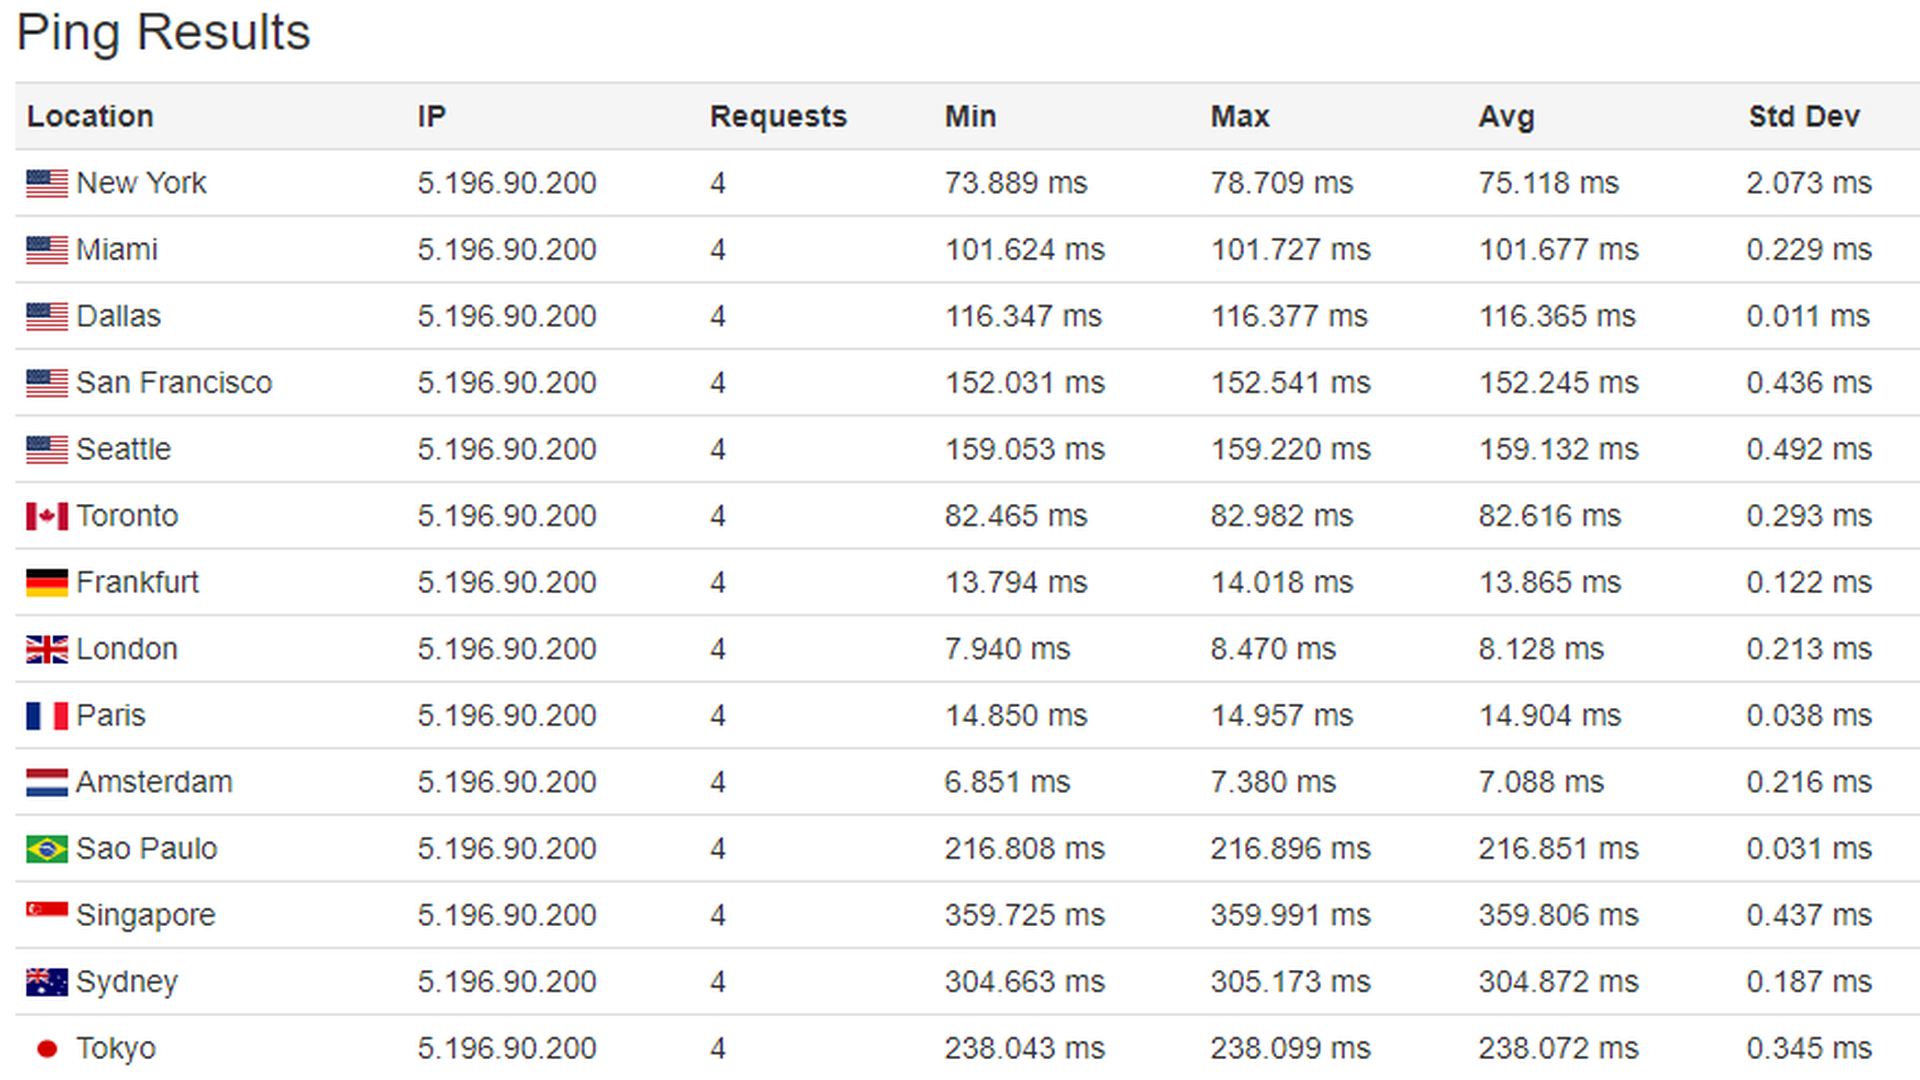 Ping Results
Location IP Requests Min Max Avg Std Dev
New York 5.196.90.200 4 73.889 ms 78.709 ms 75.118 ms 2.073 ms
Miami 5.196.90.200 4 101.624 ms 101.727 ms 101.677 ms 0.229 ms
Dallas 5.196.90.200 4 116.347 ms 116.377 ms 116.365 ms 0.011 ms
San Francisco 5.196.90.200 4 152.031 ms 152.541 ms 152.245 ms 0.436 ms
Seattle 5.196.90.200 4 159.053 ms 159.220 ms 159.132 ms 0.492 ms
Toronto 5.196.90.200 4 82.465 ms 82.982 ms 82.616 ms 0.293 ms
Frankfurt 5.196.90.200 4 13.794 ms 14.018 ms 13.865 ms 0.122 ms
London 5.196.90.200 4 7.940 ms 8.470 ms 8.128 ms 0.213 ms
Paris 5.196.90.200 4 14.850 ms 14.957 ms 14.904 ms 0.038 ms
Amsterdam 5.196.90.200 4 6.851 ms 7.380 ms 7.088 ms 0.216 ms
Sao Paulo 5.196.90.200 4 216.808 ms 216.896 ms 216.851 ms 0.031 ms
Singapore 5.196.90.200 4 359.725 ms 359.991 ms 359.806 ms 0.437 ms
Sydney 5.196.90.200 4 304.663 ms 305.173 ms 304.872 ms 0.187 ms
Tokyo 5.196.90.200 4 238.043 ms 238.099 ms 238.072 ms 0.345 ms